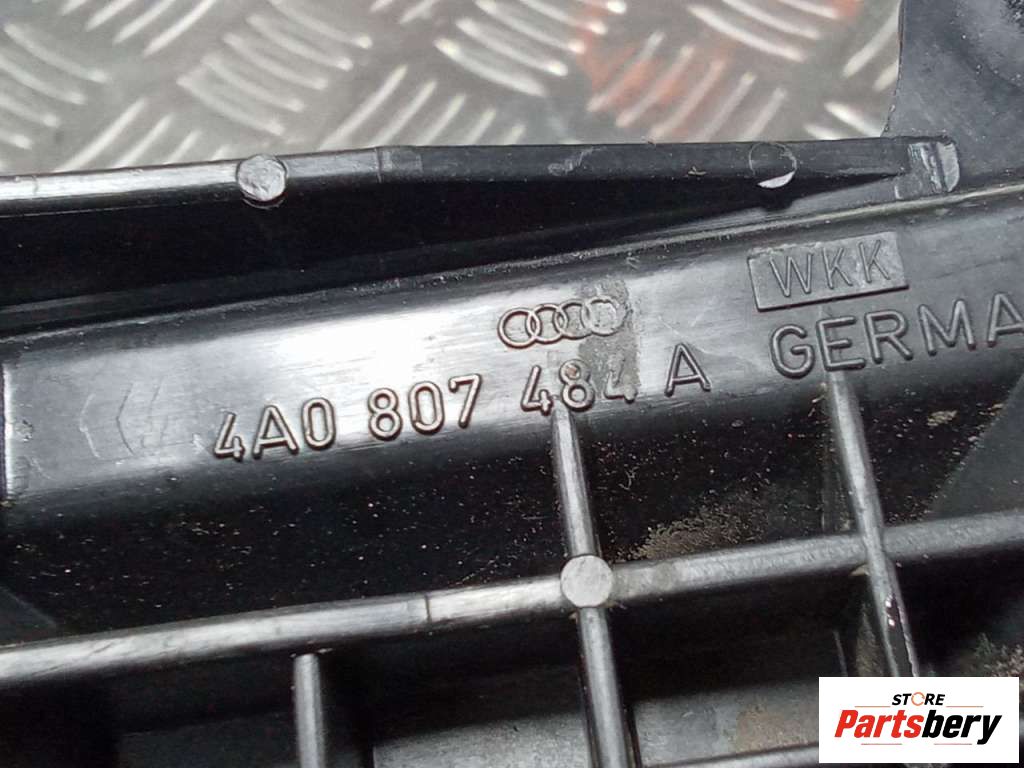 WKK
4A0 807 484 A GERMA
STORE
Partsbery